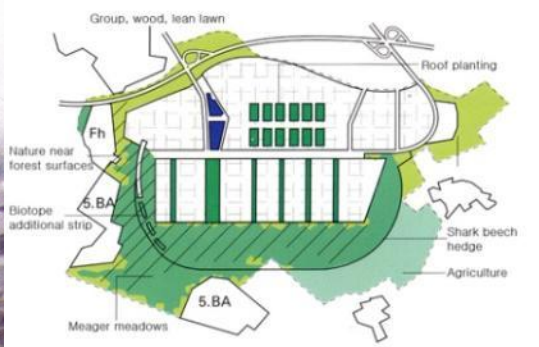 Group, wood, lean lawn
Roof planting
Fh
Nature near
forest surfaces
5.BA
Biotope
additional strip
Shark beech
hedge
Agriculture
5.BA
Meager meadows